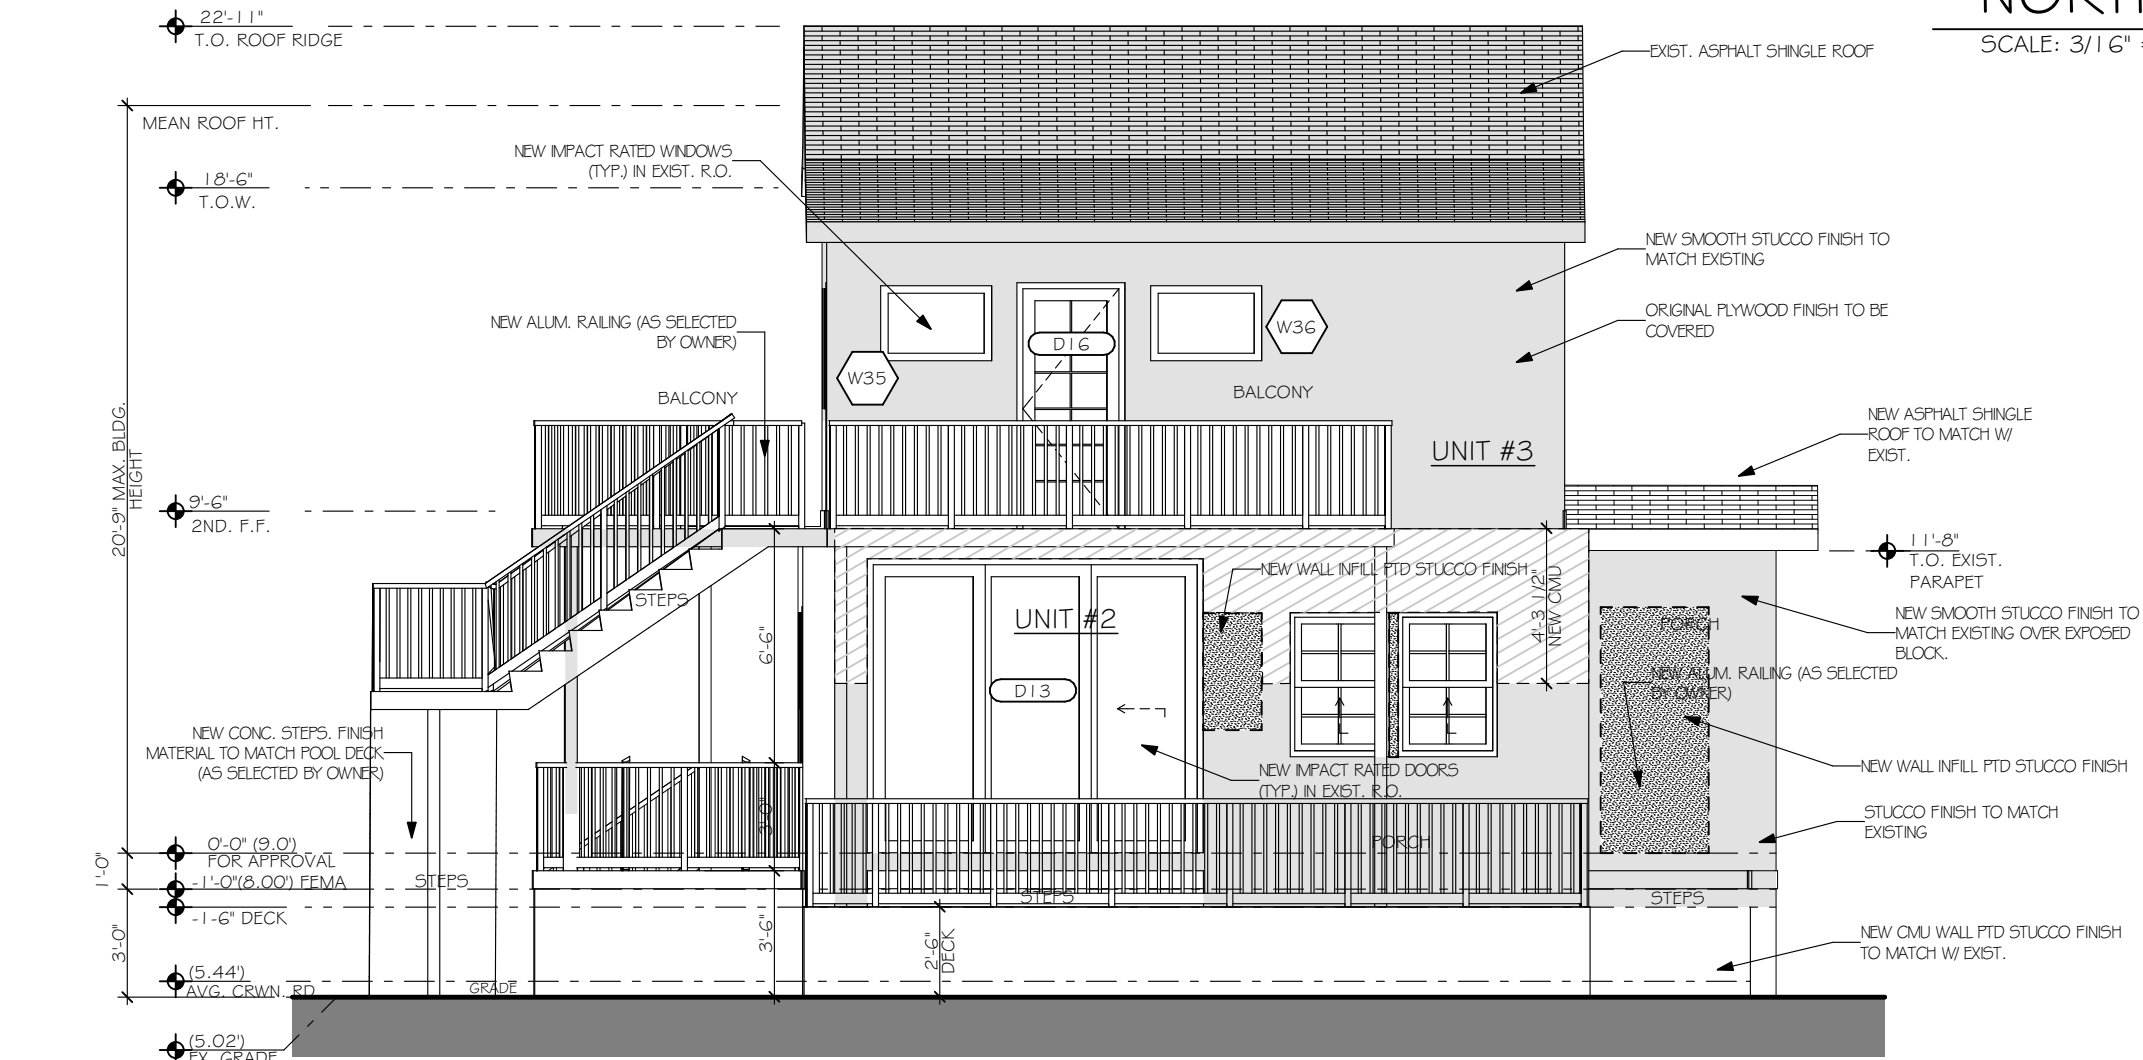 NORTH
SCALE: 3/16"
22'-11"
T.O. ROOF RIDGE
EXIST. ASPHALT SHINGLE ROOF
MEAN ROOF HT.
NEW IMPACT RATED WINDOWS
(TYP.) IN EXIST. R.O.
18'-6"
T.O.W.
NEW SMOOTH STUCCO FINISH TO
MATCH EXISTING
ORIGINAL PLYWOOD FINISH TO BE
COVERED
NEW ALUM. RAILING (AS SELECTED
BY OWNER)
W36
D16
W35
BALCONY
BALCONY
UNIT #3
NEW ASPHALT SHINGLE
ROOF TO MATCH W/
EXIST.
20'-9" MAX. BLDG.
HEIGHT
9'-6"
2ND. F.F.
11'-8"
T.O. EXIST.
PARAPET
NEW WALL INFILL PTD STUCCO FINISH
4'-3 1/2"
NEW CMU
STEPS
UNIT #2
6'-6"
PORCH
NEW SMOOTH STUCCO FINISH TO
MATCH EXISTING OVER EXPOSED
BLOCK.
NEW ALUM. RAILING (AS SELECTED
BY OWNER)
D13
NEW CONC. STEPS. FINISH
MATERIAL TO MATCH POOL DECK
(AS SELECTED BY OWNER)
NEW IMPACT RATED DOORS
(TYP.) IN EXIST. R.O.
NEW WALL INFILL PTD STUCCO FINISH
STUCCO FINISH TO MATCH
EXISTING
3'-0"
PORCH
0'-0" (9.0')
FOR APPROVAL
1'-0"
-1'-0"(8.00') FEMA
STEPS
-1'-6" DECK
STEPS
STEPS
3'-0"
3'-6"
2'-6"
DECK
NEW CMU WALL PTD STUCCO FINISH
TO MATCH W/ EXIST.
(5.44')
AVG. CRWN. RD
GRADE
(5.02')
EX. GRADE